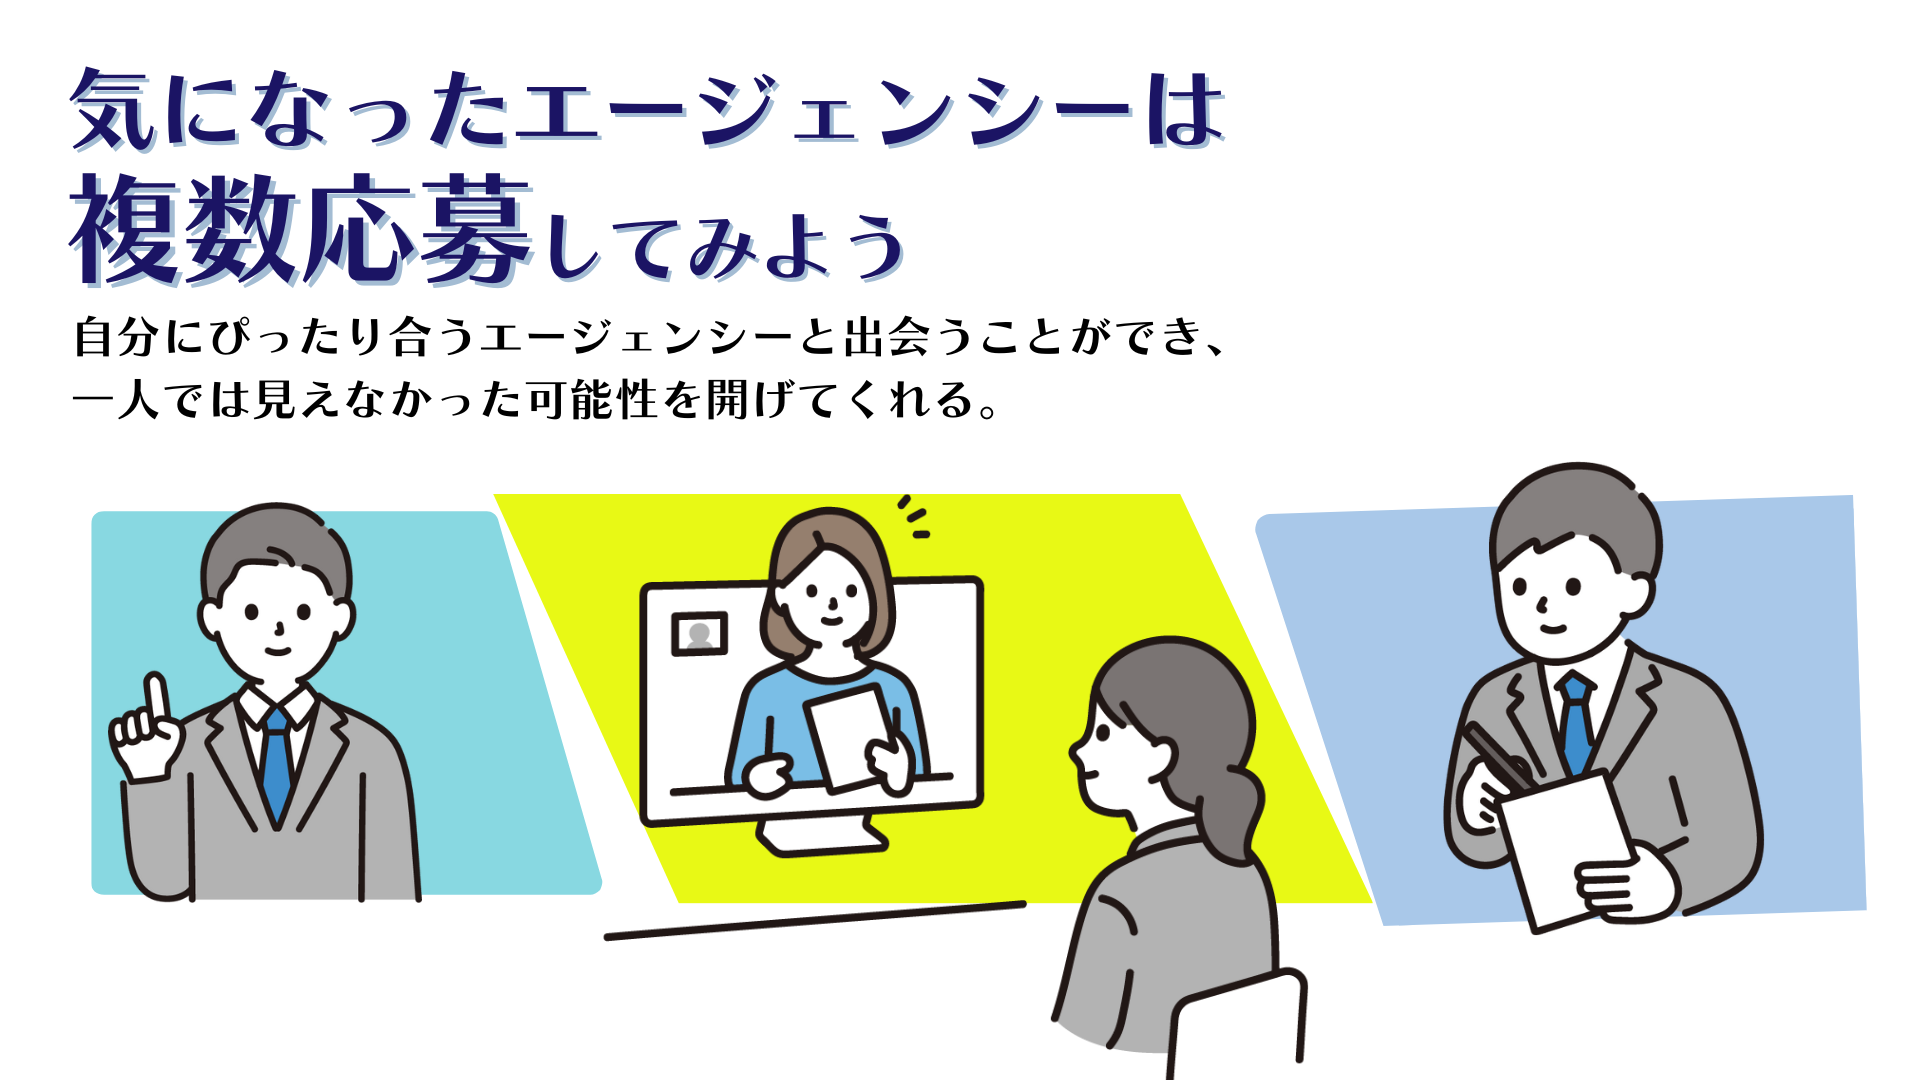 気になったエージェンシーは
複数応募してみよう
自分にぴったり合うエージェンシーと出会うことができ、
一人では見えなかった可能性を開げてくれる。